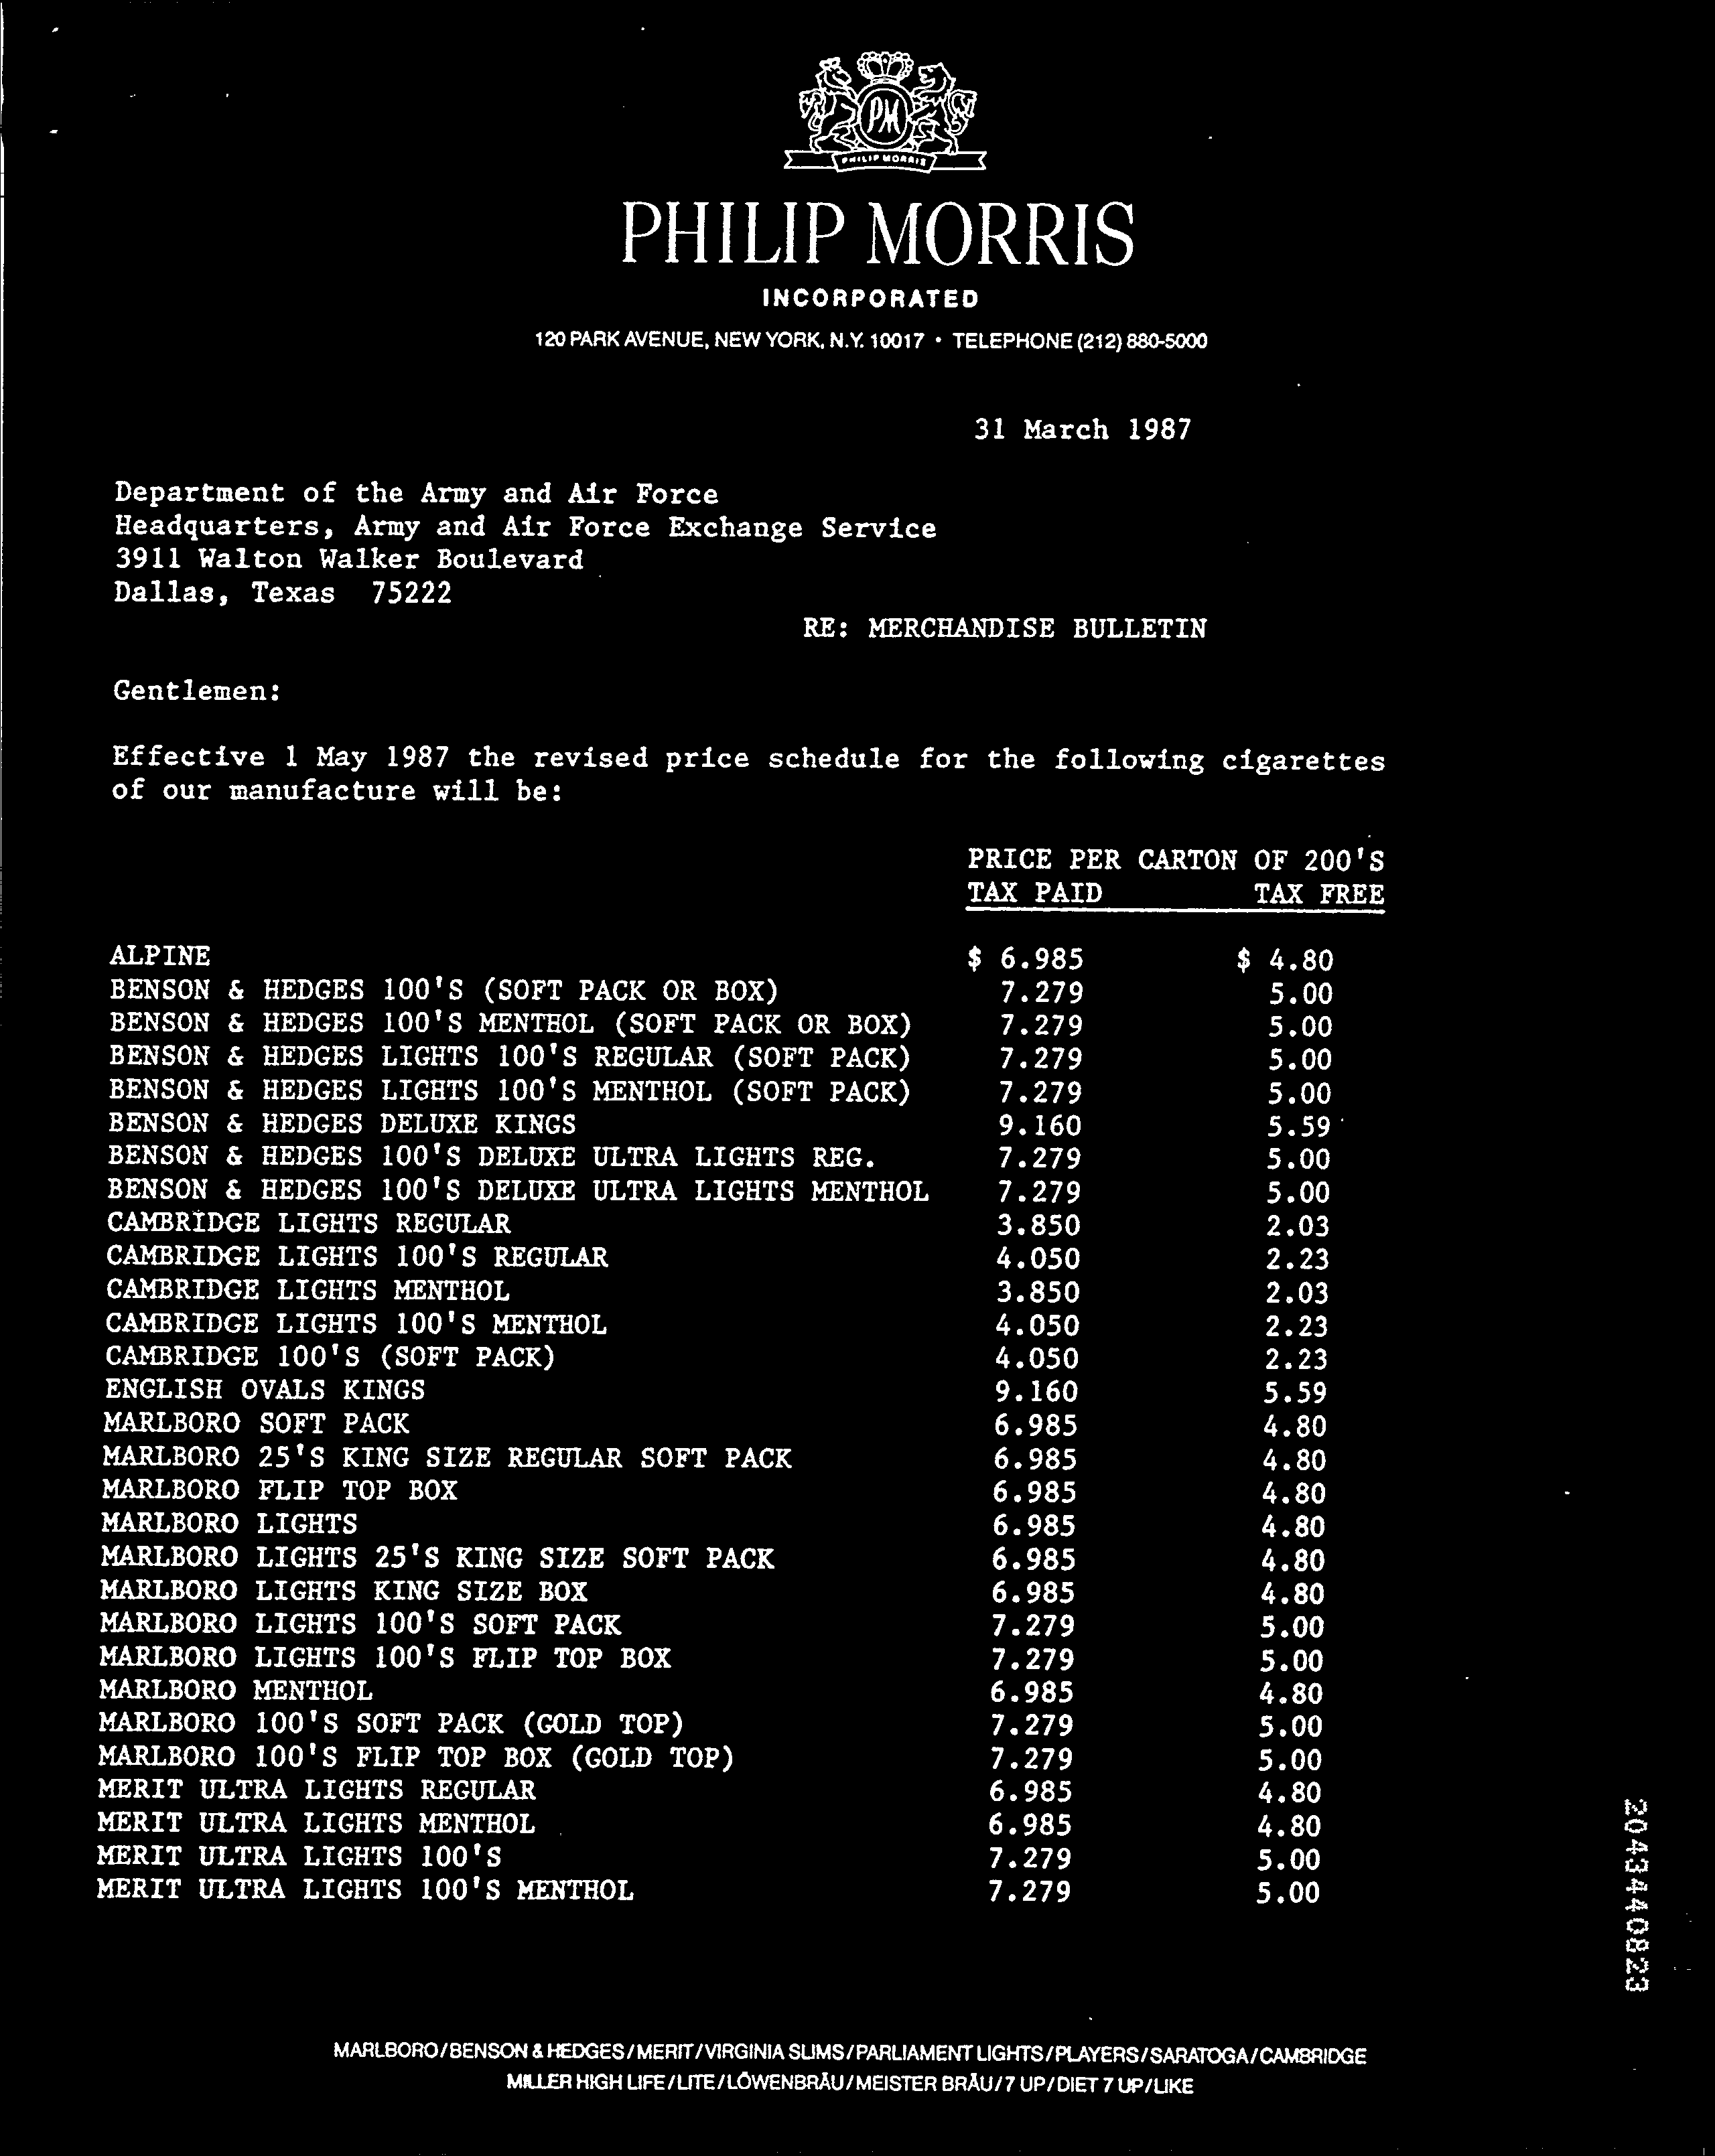 PM
PHILIP MORRIS
PHILIP MORRIS
INCORPORATED
120 PARK AVENUE, NEW YORK, N.Y. 10017 • TELEPHONE (212) 880-5000
31 March 1987
Department of the Army and Air Force
Headquarters, Army and Air Force Exchange Service
3911 Walton Walker Boulevard
Dallas, Texas 75222
RE: MERCHANDISE BULLETIN
Gentlemen:
Effective 1 May 1987 the revised price schedule for the following cigarettes
of our manufacture will be:
PRICE PER CARTON OF 200'S
TAX PAID TAX FREE
ALPINE $ 6.985 $ 4.80
BENSON & HEDGES 100'S (SOFT PACK OR BOX) 7.279 5.00
BENSON & HEDGES 100'S MENTHOL (SOFT PACK OR BOX) 7.279 5.00
BENSON & HEDGES LIGHTS 100'S REGULAR (SOFT PACK) 7.279 5.00
BENSON & HEDGES LIGHTS 100'S MENTHOL (SOFT PACK) 7.279 5.00
BENSON & HEDGES DELUXE KINGS 9.160 5.59
BENSON & HEDGES 100'S DELUXE ULTRA LIGHTS REG. 7.279 5.00
BENSON & HEDGES 100'S DELUXE ULTRA LIGHTS MENTHOL 7.279 5.00
CAMBRIDGE LIGHTS REGULAR 3.850 2.03
CAMBRIDGE LIGHTS 100'S REGULAR 4.050 2.23
CAMBRIDGE LIGHTS MENTHOL 3.850 2.03
CAMBRIDGE LIGHTS 100'S MENTHOL 4.050 2.23
CAMBRIDGE 100'S (SOFT PACK) 4.050 2.23
ENGLISH OVALS KINGS 9.160 5.59
MARLBORO SOFT PACK 6.985 4.80
MARLBORO 25'S KING SIZE REGULAR SOFT PACK 6.985 4.80
MARLBORO FLIP TOP BOX 6.985 4.80
MARLBORO LIGHTS 6.985 4.80
MARLBORO LIGHTS 25'S KING SIZE SOFT PACK 6.985 4.80
MARLBORO LIGHTS KING SIZE BOX 6.985 4.80
MARLBORO LIGHTS 100'S SOFT PACK 7.279 5.00
MARLBORO LIGHTS 100'S FLIP TOP BOX 7.279 5.00
MARLBORO MENTHOL 6.985 4.80
MARLBORO 100'S SOFT PACK (GOLD TOP) 7.279 5.00
MARLBORO 100'S FLIP TOP BOX (GOLD TOP) 7.279 5.00
MERIT ULTRA LIGHTS REGULAR 6.985 4.80
MERIT ULTRA LIGHTS MENTHOL 6.985 4.80
MERIT ULTRA LIGHTS 100'S 7.279 5.00
MERIT ULTRA LIGHTS 100'S MENTHOL 7.279 5.00
2043440823
MARLBORO/BENSON & HEDGES/MERIT/VIRGINIA SLIMS/PARLIAMENT LIGHTS/PLAYERS/SARATOGA/CAMBRIDGE
MILLER HIGH LIFE/LITE/LÖWENBRÄU/MEISTER BRÄU/7 UP/DIET 7 UP/LIKE